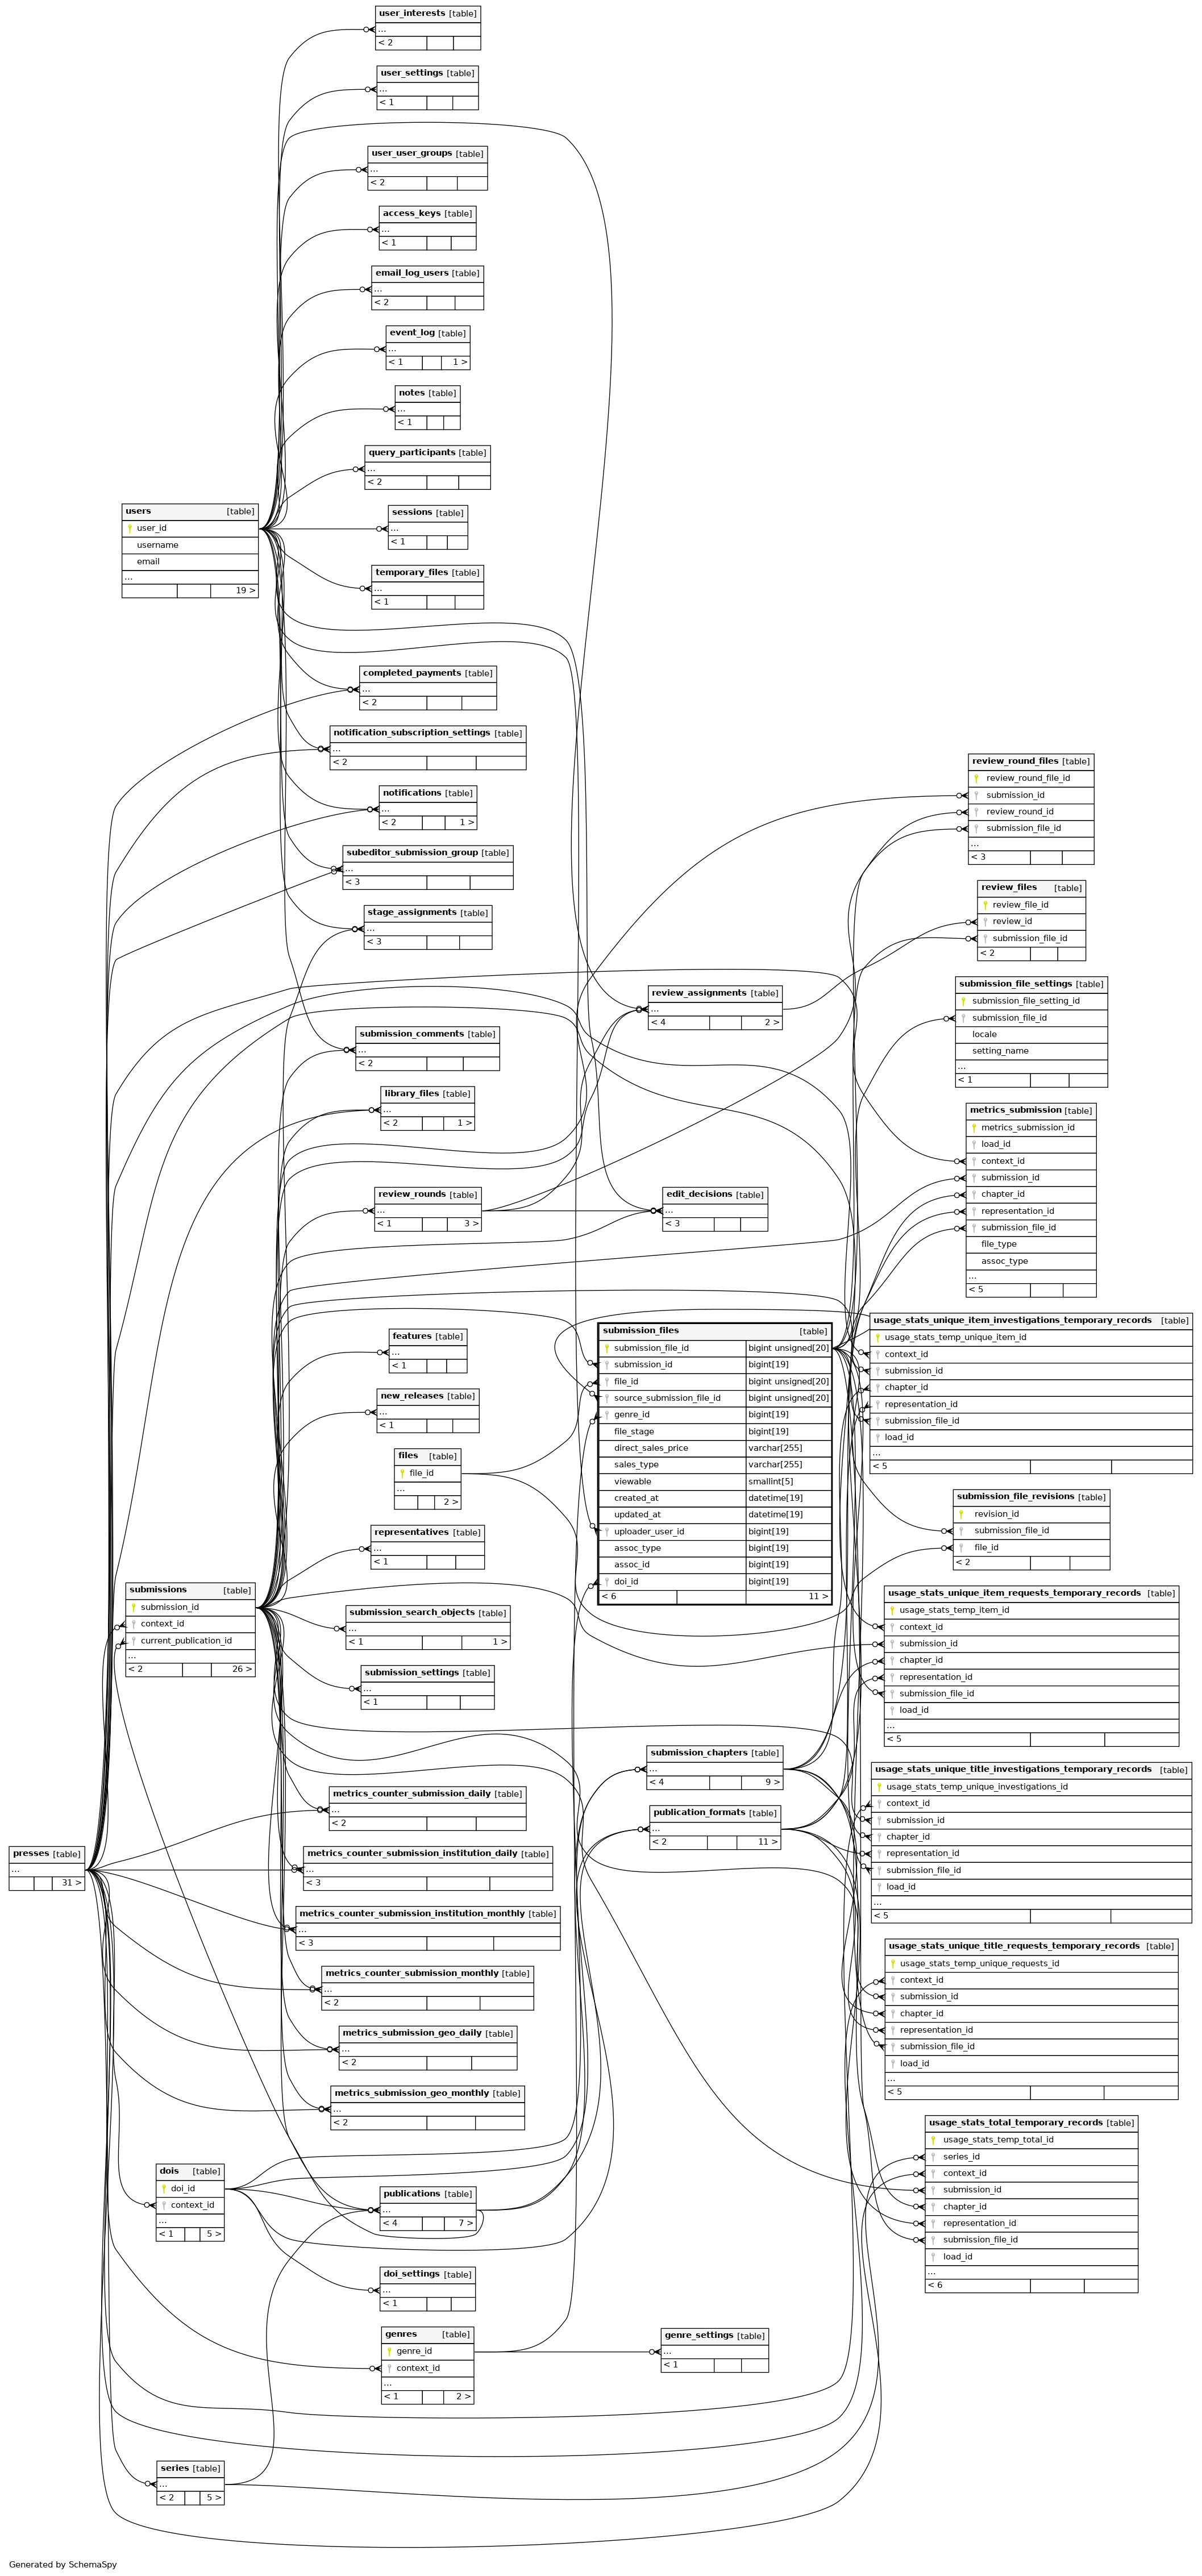 user_interests [table]
...
< 2
user_settings [table]
...
< 1
user_user_groups [table]
...
< 2
access_keys [table]
...
< 1
email_log_users [table]
...
< 2
event_log [table]
...
< 1 1 >
notes [table]
...
< 1
query_participants [table]
...
< 2
users [table]
user_id
username
email
...
19 >
sessions [table]
...
< 1
temporary_files [table]
...
< 1
completed_payments [table]
...
< 2
notification_subscription_settings [table]
...
< 2
notifications [table]
...
< 2 1 >
subeditor_submission_group [table]
...
< 3
stage_assignments [table]
...
< 3
review_round_files [table]
review_round_file_id
submission_id
review_round_id
submission_file_id
...
< 3
review_files [table]
review_file_id
review_id
submission_file_id
< 2
submission_file_settings [table]
submission_file_setting_id
submission_file_id
locale
setting_name
...
< 1
review_assignments [table]
...
< 4 2 >
submission_comments [table]
...
< 2
library_files [table]
...
< 2 1 >
metrics_submission [table]
metrics_submission_id
load_id
context_id
submission_id
chapter_id
representation_id
submission_file_id
file_type
assoc_type
...
< 5
review_rounds [table]
...
< 1 3 >
edit_decisions [table]
...
< 3
features [table]
...
< 1
new_releases [table]
...
< 1
files [table]
file_id
...
2 >
representatives [table]
...
< 1
submission_files [table]
submission_file_id bigint unsigned[20]
submission_id bigint[19]
file_id bigint unsigned[20]
source_submission_file_id bigint unsigned[20]
genre_id bigint[19]
file_stage bigint[19]
direct_sales_price varchar[255]
sales_type varchar[255]
viewable smallint[5]
created_at datetime[19]
updated_at datetime[19]
uploader_user_id bigint[19]
assoc_type bigint[19]
assoc_id bigint[19]
doi_id bigint[19]
< 6 11 >
usage_stats_unique_item_investigations_temporary_records [table]
usage_stats_temp_unique_item_id
context_id
submission_id
chapter_id
representation_id
submission_file_id
load_id
...
< 5
submission_file_revisions [table]
revision_id
submission_file_id
file_id
< 2
submissions [table]
submission_id
context_id
current_publication_id
...
< 2 26 >
submission_search_objects [table]
...
< 1 1 >
submission_settings [table]
...
< 1
usage_stats_unique_item_requests_temporary_records [table]
usage_stats_temp_item_id
context_id
submission_id
chapter_id
representation_id
submission_file_id
load_id
...
< 5
submission_chapters [table]
...
< 4 9 >
publication_formats [table]
...
< 2 11 >
usage_stats_unique_title_investigations_temporary_records [table]
usage_stats_temp_unique_investigations_id
context_id
submission_id
chapter_id
representation_id
submission_file_id
load_id
...
< 5
metrics_counter_submission_daily [table]
...
< 2
presses [table]
...
31 >
metrics_counter_submission_institution_daily [table]
...
< 3
metrics_counter_submission_institution_monthly [table]
...
< 3
metrics_counter_submission_monthly [table]
...
< 2
metrics_submission_geo_daily [table]
...
< 2
metrics_submission_geo_monthly [table]
...
< 2
usage_stats_unique_title_requests_temporary_records [table]
usage_stats_temp_unique_requests_id
context_id
submission_id
chapter_id
representation_id
submission_file_id
load_id
...
< 5
usage_stats_total_temporary_records [table]
usage_stats_temp_total_id
series_id
context_id
submission_id
chapter_id
representation_id
submission_file_id
load_id
...
< 6
dois [table]
doi_id
context_id
...
< 1 5 >
publications [table]
...
< 4 7 >
doi_settings [table]
...
< 1
genres [table]
genre_id
context_id
...
< 1 2 >
genre_settings [table]
...
< 1
series [table]
...
< 2 5 >
Generated by SchemaSpy